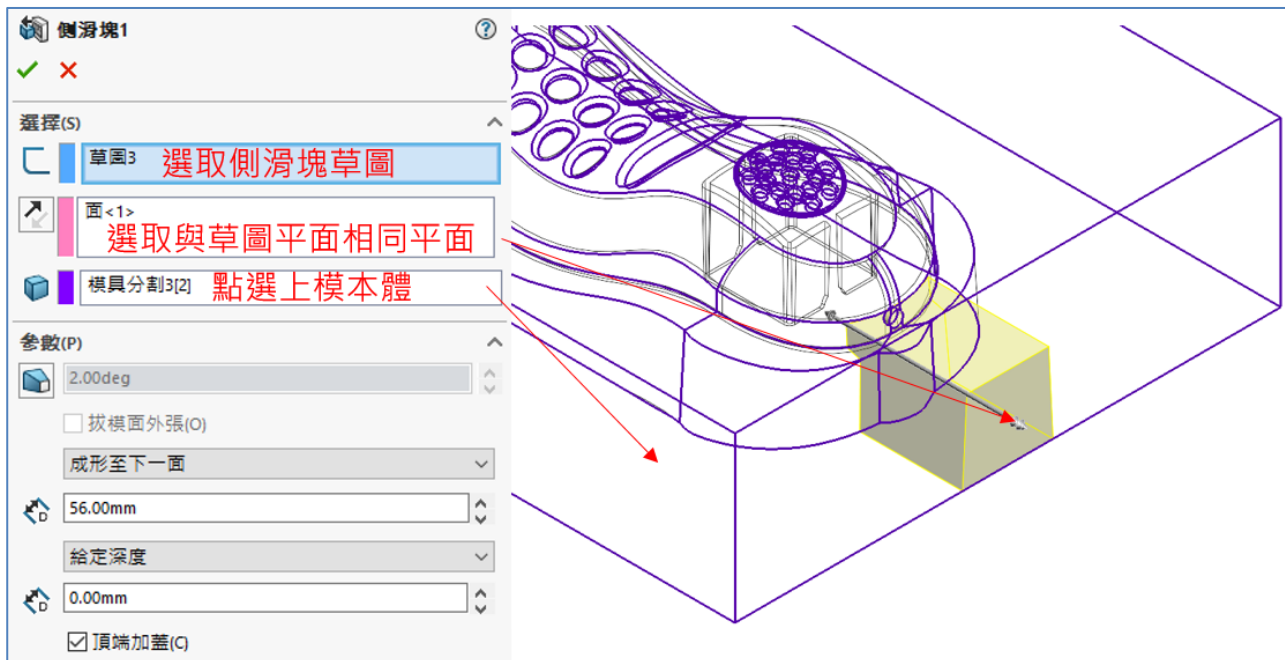 側滑塊1
選擇(S)
草圖3 選取側滑塊草圖
面<1>
選取與草圖平面相同平面
模具分割3[2] 點選上模本體
參數(P)
2.00deg
拔模面外張(O)
成形至下一面
D 56.00mm
給定深度
D 0.00mm
頂端加蓋(C)